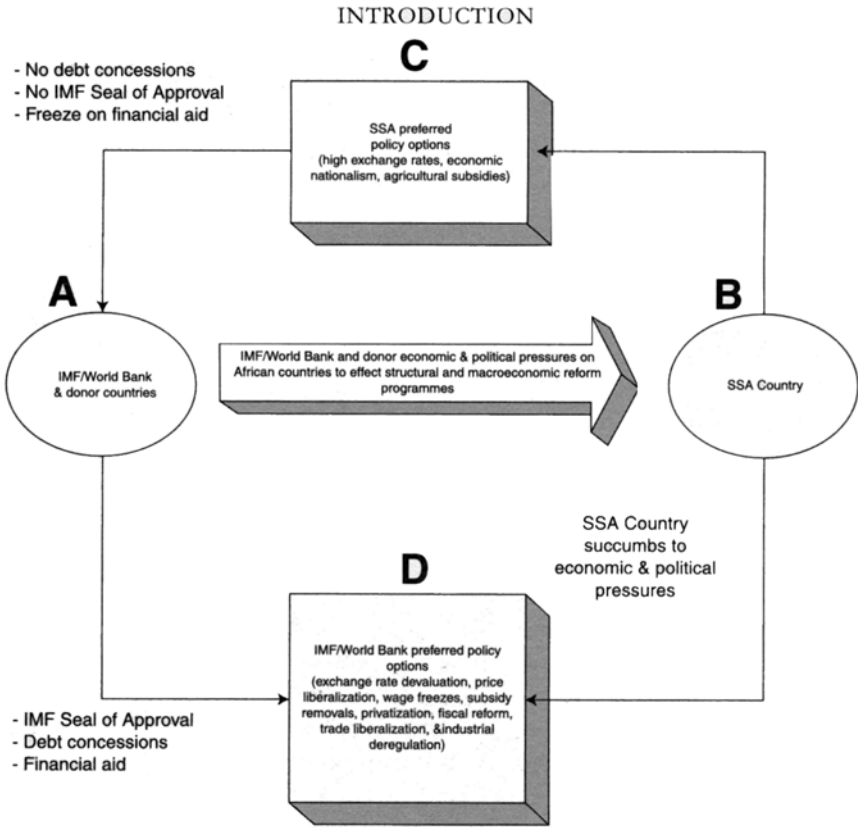 INTRODUCTION
C
- No debt concessions
- No IMF Seal of Approval
- Freeze on financial aid
SSA preferred
policy options
(high exchange rates, economic
nationalism, agricultural subsidies)
A
B
IMF/World Bank
& donor countries
IMF/World Bank and donor economic & political pressures on
African countries to effect structural and macroeconomic reform
programmes
SSA Country
SSA Country
succumbs to
economic & political
pressures
D
IMF/World Bank preferred policy
options
(exchange rate devaluation, price
liberalization, wage freezes, subsidy
removals, privatization, fiscal reform,
trade liberalization, &industrial
deregulation)
- IMF Seal of Approval
- Debt concessions
- Financial aid